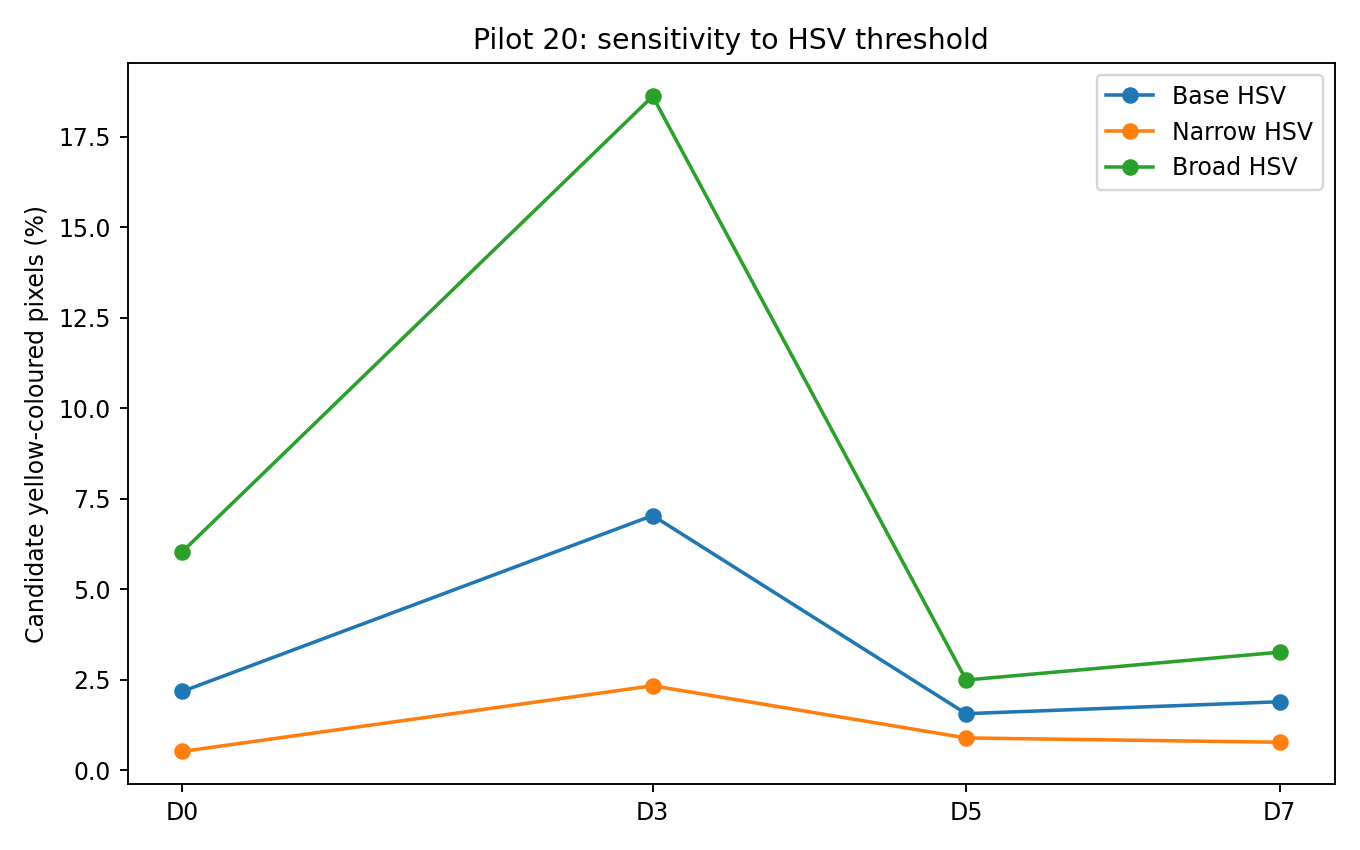 Pilot 20: sensitivity to HSV threshold
Candidate yellow-coloured pixels (%)
17.5
15.0
12.5
10.0
7.5
5.0
2.5
0.0
Base HSV
Narrow HSV
Broad HSV
D0
D3
D5
D7